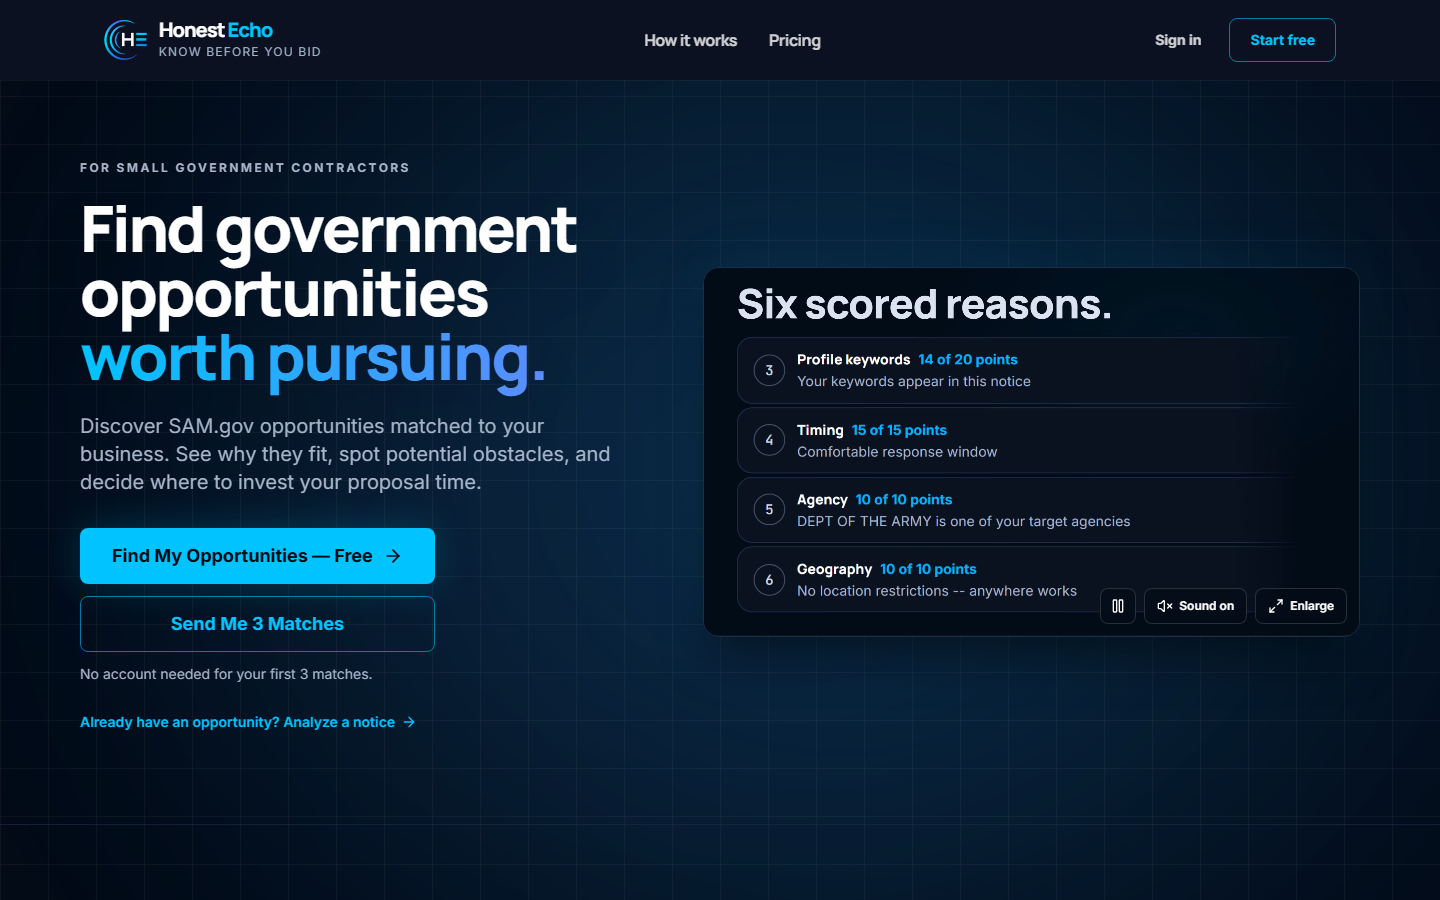 HE
Honest Echo
KNOW BEFORE YOU BID
How it works
Pricing
Sign in
Start free
FOR SMALL GOVERNMENT CONTRACTORS
Find government
opportunities
worth pursuing.
Discover SAM.gov opportunities matched to your
business. See why they fit, spot potential obstacles, and
decide where to invest your proposal time.
Find My Opportunities — Free →
Send Me 3 Matches
No account needed for your first 3 matches.
Already have an opportunity? Analyze a notice →
Six scored reasons.
3
Profile keywords 14 of 20 points
Your keywords appear in this notice
4
Timing 15 of 15 points
Comfortable response window
5
Agency 10 of 10 points
DEPT OF THE ARMY is one of your target agencies
6
Geography 10 of 10 points
No location restrictions -- anywhere works
Sound on
Enlarge